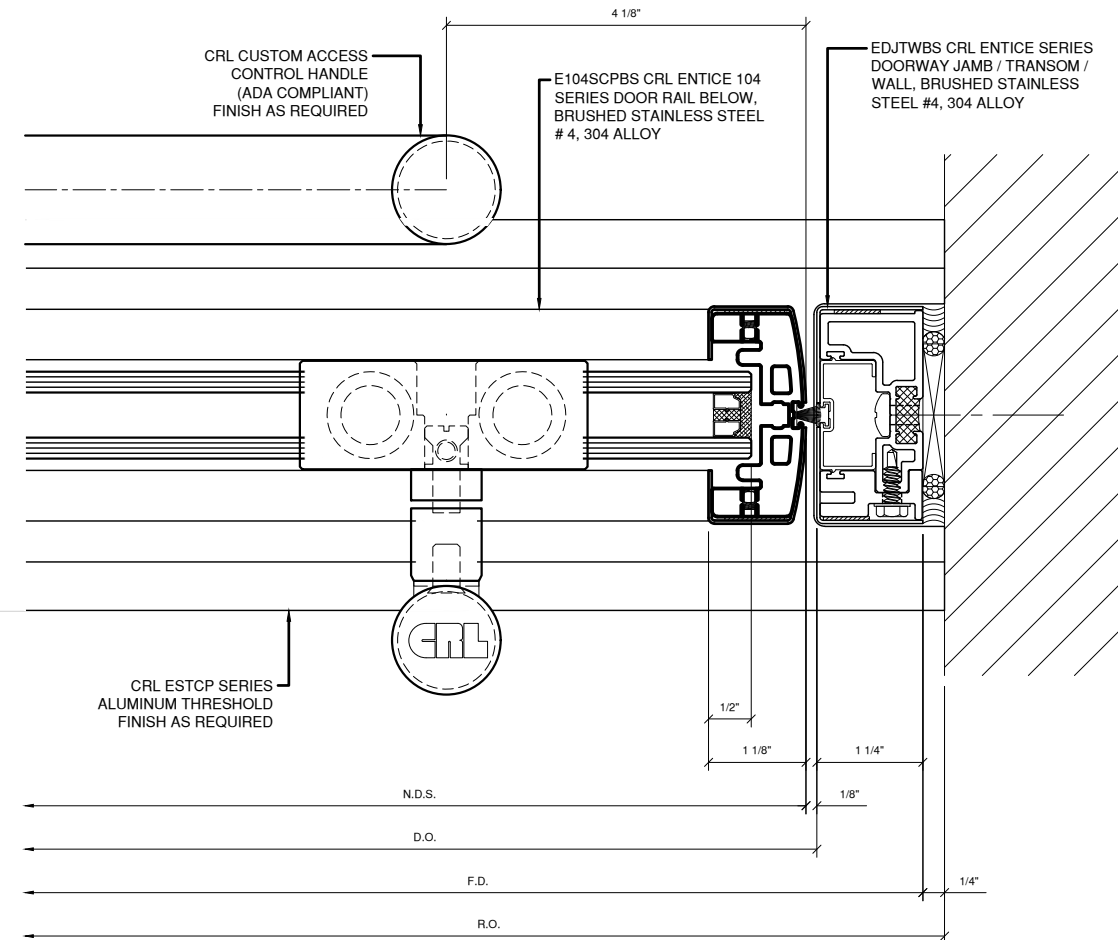 4 1/8"
CRL CUSTOM ACCESS
CONTROL HANDLE
(ADA COMPLIANT)
FINISH AS REQUIRED
E104SCPBS CRL ENTICE 104
SERIES DOOR RAIL BELOW,
BRUSHED STAINLESS STEEL
# 4, 304 ALLOY
EDJTWBS CRL ENTICE SERIES
DOORWAY JAMB / TRANSOM /
WALL, BRUSHED STAINLESS
STEEL #4, 304 ALLOY
CRL
CRL ESTCP SERIES
ALUMINUM THRESHOLD
FINISH AS REQUIRED
1/2"
1 1/8"
1 1/4"
N.D.S.
1/8"
D.O.
F.D.
1/4"
R.O.